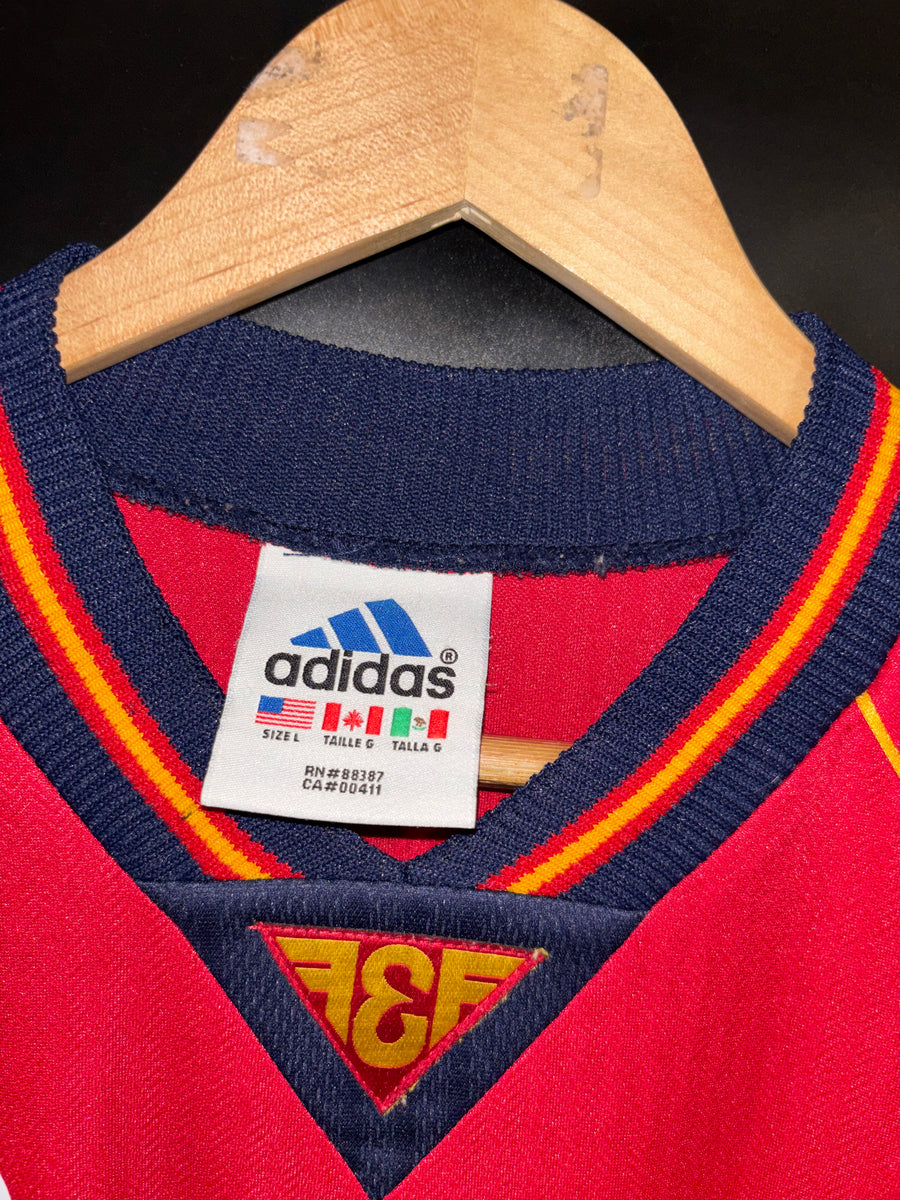 adidas®
SIZE L TAILLE G TALLA G
RN#88387
CA#00411